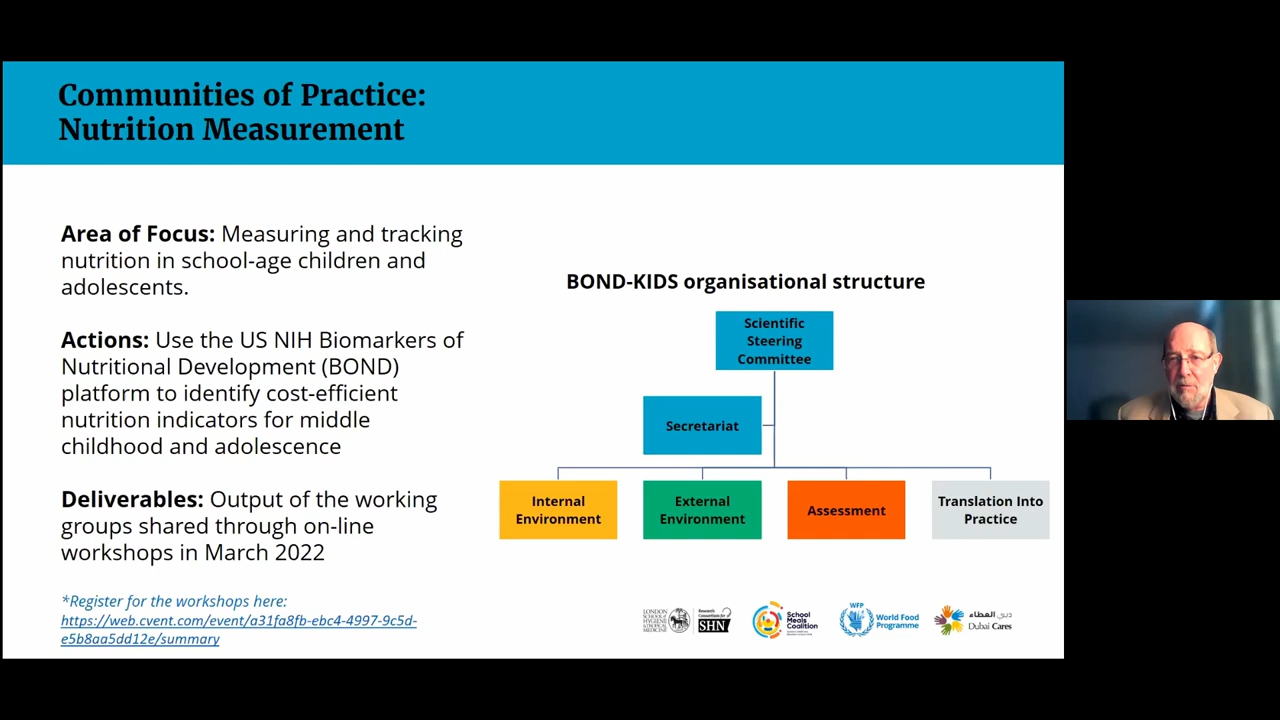 Communities of Practice:
Nutrition Measurement
Area of Focus: Measuring and tracking
nutrition in school-age children and
adolescents.
Actions: Use the US NIH Biomarkers of
Nutritional Development (BOND)
platform to identify cost-efficient
nutrition indicators for middle
childhood and adolescence
Deliverables: Output of the working
groups shared through on-line
workshops in March 2022
*Register for the workshops here:
https://web.cvent.com/event/a31fa8fb-ebc4-4997-9c5d-
e5b8aa5dd12e/summary
BOND-KIDS organisational structure
Scientific
Steering
Committee
Secretariat
Internal
Environment
External
Environment
Assessment
Translation Into
Practice
LONDON
SCHOOL of
HYGIENE
&TROPICAL
MEDICINE
Research
Consortium for
SHN
School
Meals
Coalition
WFP
World Food
Programme
دبي العطاء
Dubai Cares